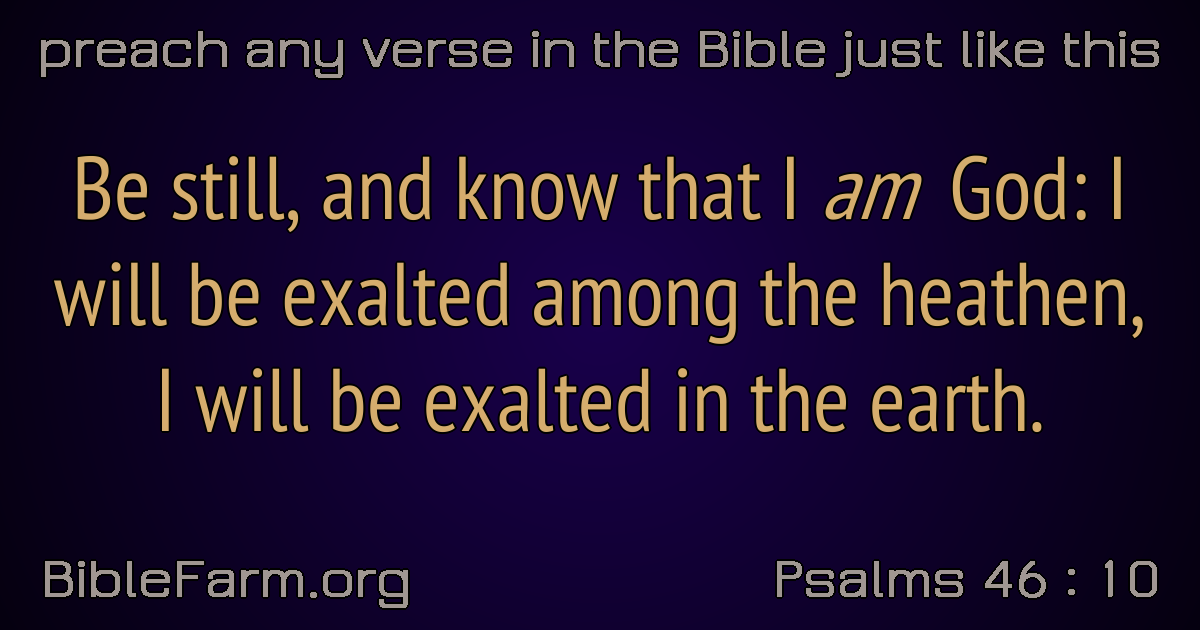 preach any verse in the Bible just like this
Be still, and know that I am God: I
will be exalted among the heathen,
I will be exalted in the earth.
BibleFarm.org
Psalms 46 : 10